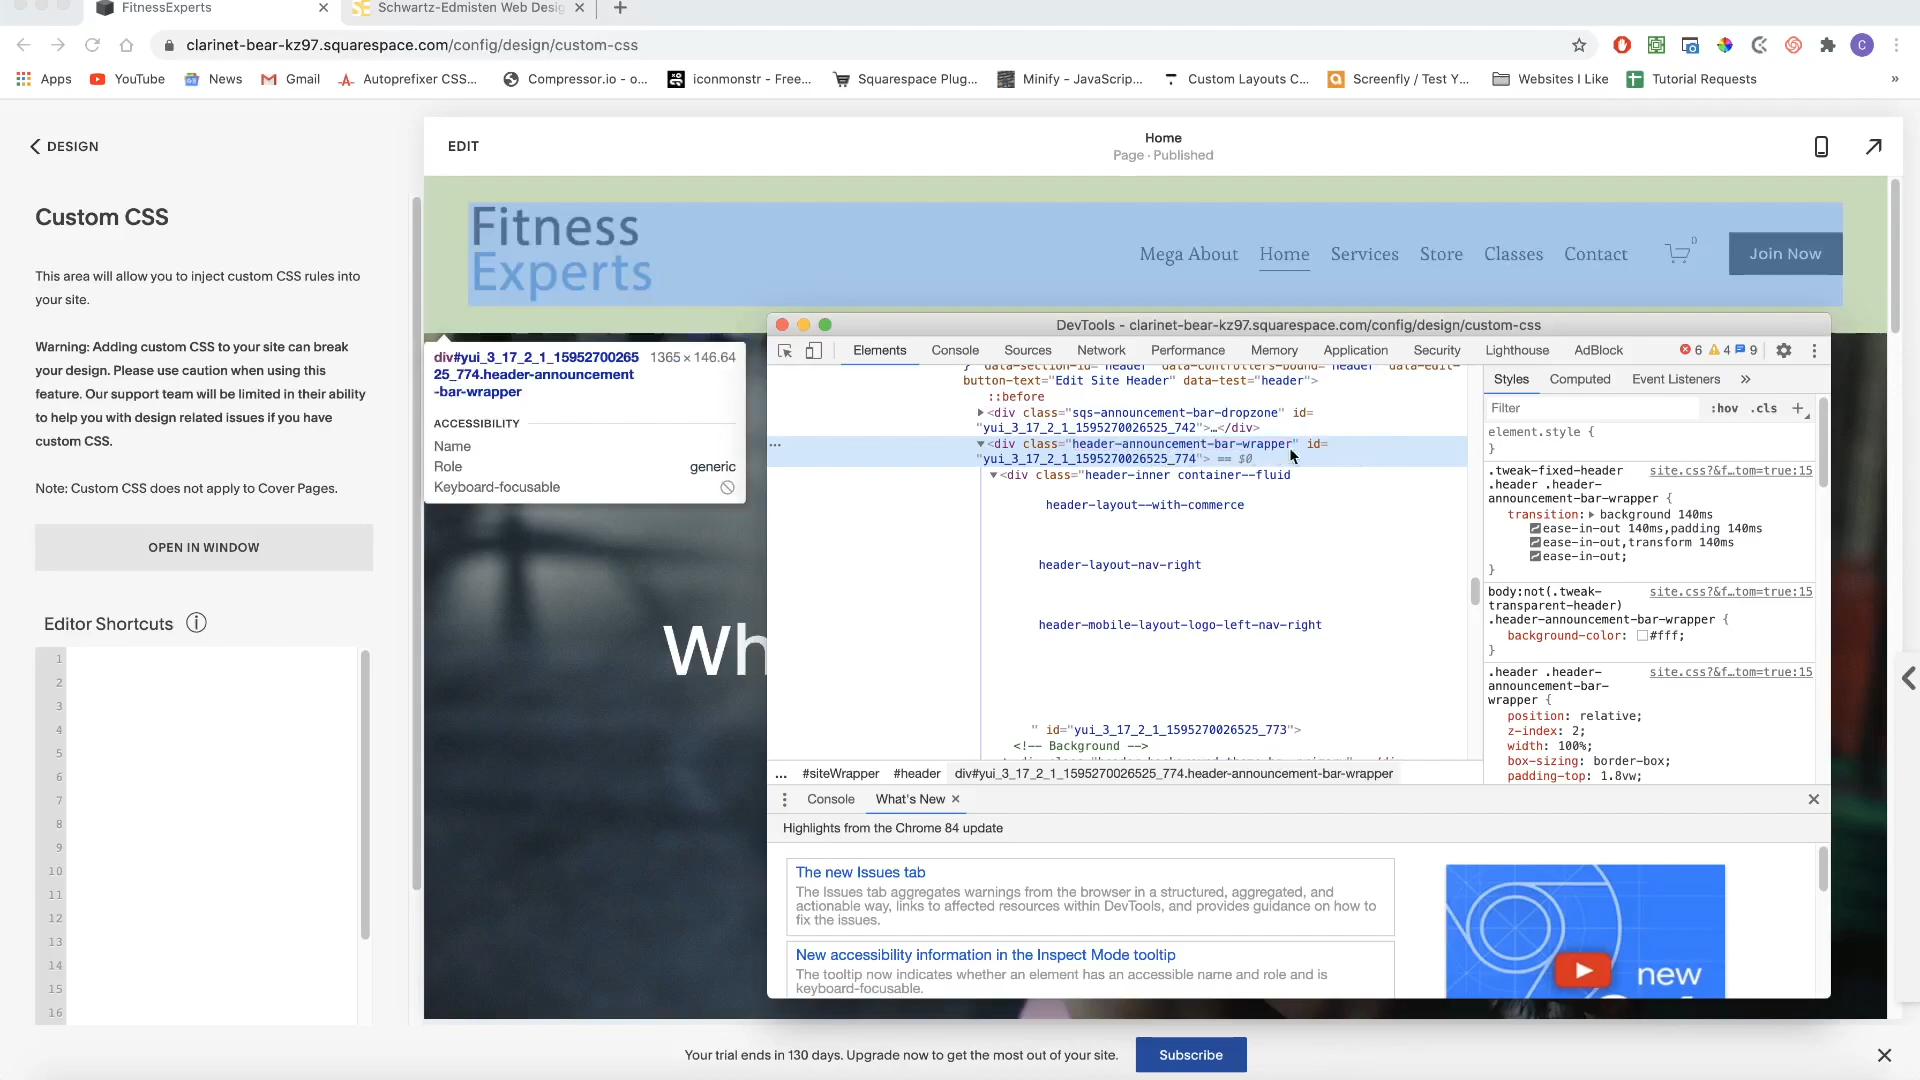 FitnessExperts
Schwartz-Edmisten Web Desig
clarinet-bear-kz97.squarespace.com/config/design/custom-css
C
Apps
YouTube
News
Gmail
Autoprefixer CSS...
Compressor.io - o...
iconmonstr - Free...
Squarespace Plug...
Minify - JavaScrip...
Custom Layouts C...
Screenfly / Test Y...
Websites I Like
Tutorial Requests
»
DESIGN
Custom CSS
This area will allow you to inject custom CSS rules into
your site.
Warning: Adding custom CSS to your site can break
your design. Please use caution when using this
feature. Our support team will be limited in their ability
to help you with design related issues if you have
custom CSS.
Note: Custom CSS does not apply to Cover Pages.
OPEN IN WINDOW
Editor Shortcuts
1
2
3
4
5
6
7
8
9
10
11
12
13
14
15
16
EDIT
Home
Page · Published
Fitness
Experts
Mega About
Home
Services
Store
Classes
Contact
0
Join Now
Wh
div#yui_3_17_2_1_15952700265
25_774.header-announcement
-bar-wrapper
1365 × 146.64
ACCESSIBILITY
Name
Role generic
Keyboard-focusable
DevTools - clarinet-bear-kz97.squarespace.com/config/design/custom-css
Elements
Console
Sources
Network
Performance
Memory
Application
Security
Lighthouse
AdBlock
6
4
9
}" data-section-id="header" data-controllers-bound="header" data-edit-
button-text="Edit Site Header" data-test="header">
::before
<div class="sqs-announcement-bar-dropzone" id=
"yui_3_17_2_1_1595270026525_742">…</div>
<div class="header-announcement-bar-wrapper" id=
"yui_3_17_2_1_1595270026525_774"> == $0
<div class="header-inner container--fluid
header-layout--with-commerce
header-layout-nav-right
header-mobile-layout-logo-left-nav-right
" id="yui_3_17_2_1_1595270026525_773">
<!-- Background -->
... #siteWrapper #header div#yui_3_17_2_1_1595270026525_774.header-announcement-bar-wrapper
Styles
Computed
Event Listeners
»
Filter
:hov .cls +
element.style {
}
.tweak-fixed-header site.css?&f…tom=true:15
.header .header-
announcement-bar-wrapper {
transition: background 140ms
ease-in-out 140ms,padding 140ms
ease-in-out,transform 140ms
ease-in-out;
}
body:not(.tweak- site.css?&f…tom=true:15
transparent-header)
.header-announcement-bar-wrapper {
background-color: #fff;
}
.header .header- site.css?&f…tom=true:15
announcement-bar-
wrapper {
position: relative;
z-index: 2;
width: 100%;
box-sizing: border-box;
padding-top: 1.8vw;
Console
What's New
Highlights from the Chrome 84 update
The new Issues tab
The Issues tab aggregates warnings from the browser in a structured, aggregated, and
actionable way, links to affected resources within DevTools, and provides guidance on how to
fix the issues.
New accessibility information in the Inspect Mode tooltip
The tooltip now indicates whether an element has an accessible name and role and is
keyboard-focusable.
new
Your trial ends in 130 days. Upgrade now to get the most out of your site.
Subscribe